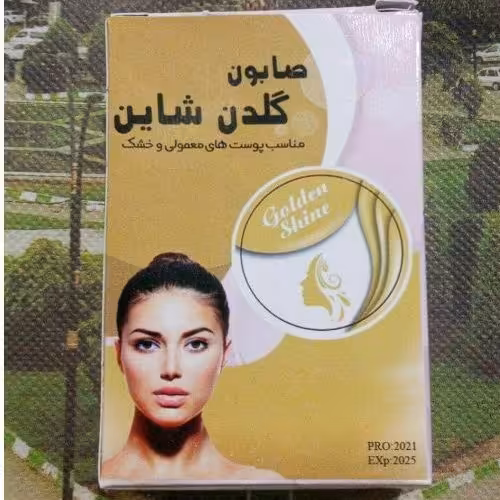 صابون
گلدن شاین
مناسب پوست های معمولی و خشک
Golden
Shine
PRO:2021
EXp:2025